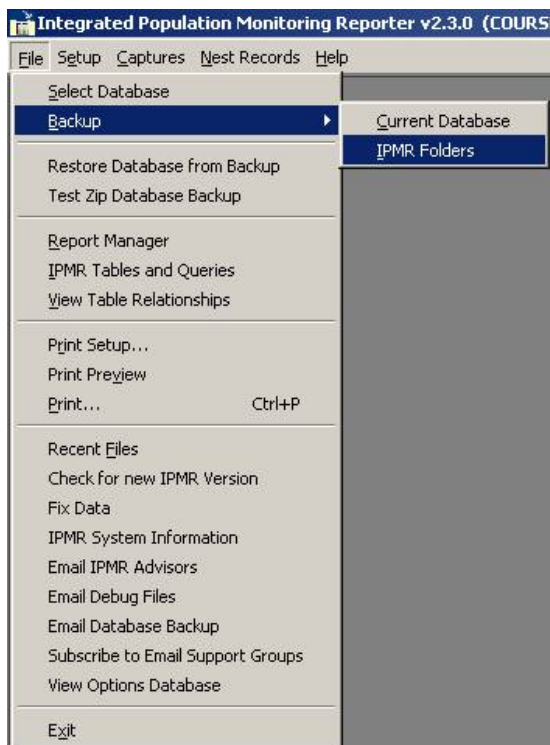 Integrated Population Monitoring Reporter v2.3.0 (COURS
File Setup Captures Nest Records Help
Select Database
Backup
Current Database
IPMR Folders
Restore Database from Backup
Test Zip Database Backup
Report Manager
IPMR Tables and Queries
View Table Relationships
Print Setup...
Print Preview
Print... Ctrl+P
Recent Files
Check for new IPMR Version
Fix Data
IPMR System Information
Email IPMR Advisors
Email Debug Files
Email Database Backup
Subscribe to Email Support Groups
View Options Database
Exit